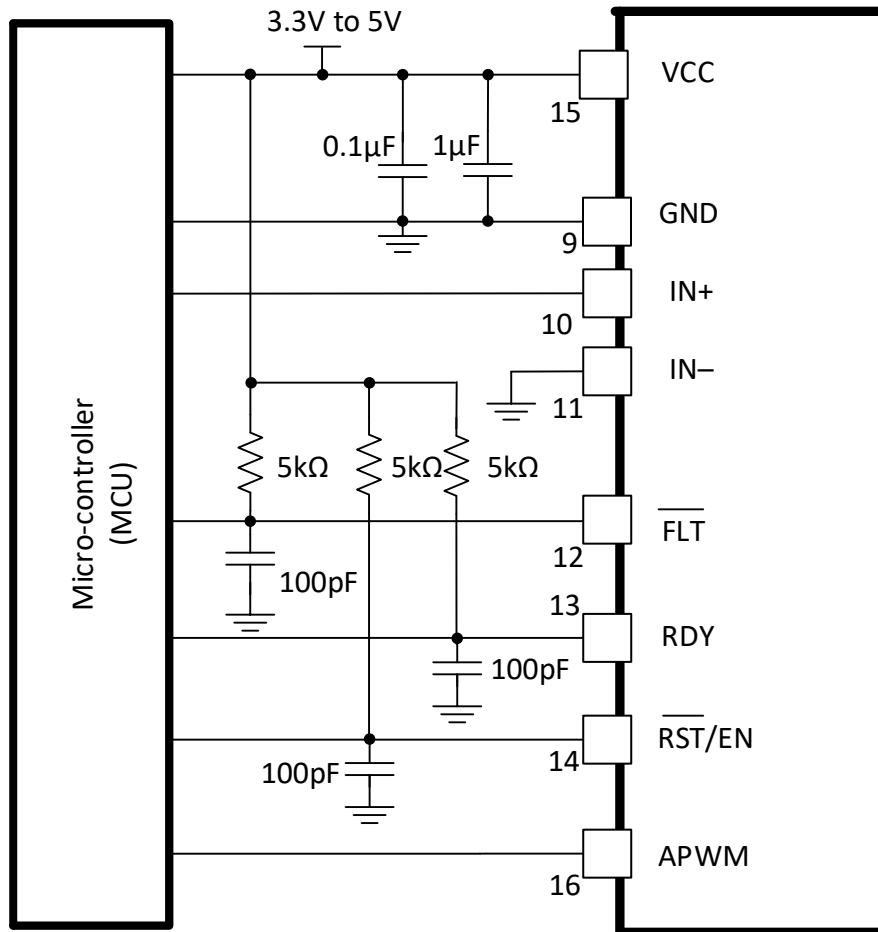 3.3V to 5V
VCC
15
0.1µF
1µF
GND
9
IN+
10
IN–
11
Micro-controller
(MCU)
5kΩ
5kΩ
5kΩ
FLT
12
100pF
13
RDY
100pF
RST/EN
14
100pF
APWM
16